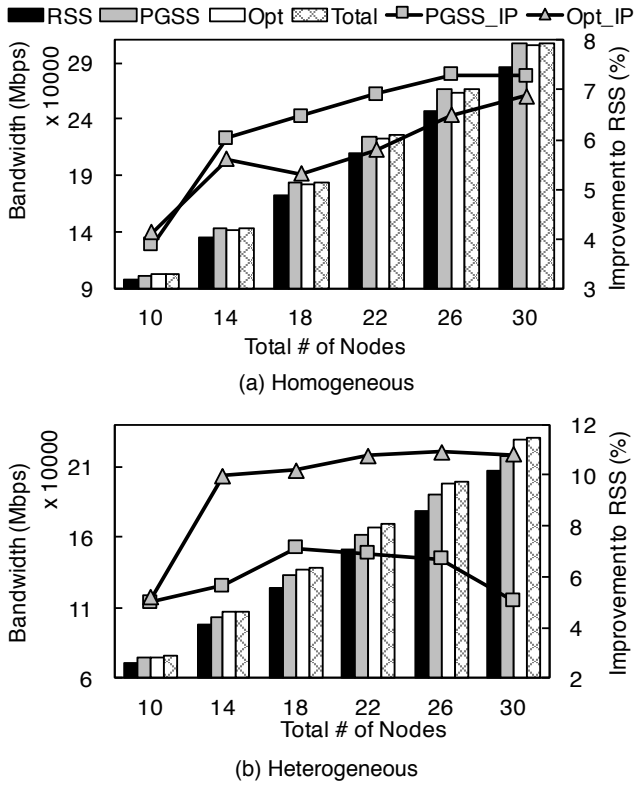 RSS PGSS Opt Total PGSS_IP Opt_IP
Bandwidth (Mbps)
x 10000
29
24
19
14
9
8
7
6
5
4
3
Improvement to RSS (%)
10 14 18 22 26 30
Total # of Nodes
(a) Homogeneous
Bandwidth (Mbps)
x 10000
21
16
11
6
12
10
8
6
4
2
Improvement to RSS (%)
10 14 18 22 26 30
Total # of Nodes
(b) Heterogeneous